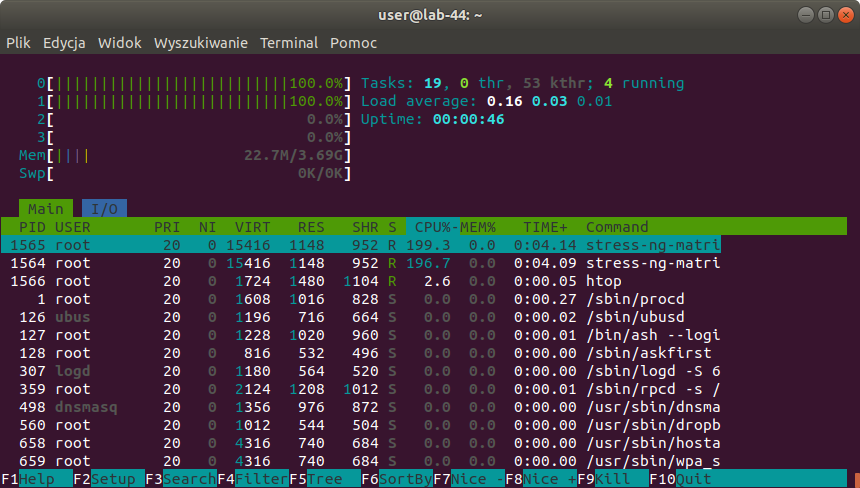 user@lab-44: ~
Plik Edycja Widok Wyszukiwanie Terminal Pomoc
0[||||||||||||||||||||||||||100.0%] Tasks: 19, 0 thr, 53 kthr; 4 running
1[||||||||||||||||||||||||||100.0%] Load average: 0.16 0.03 0.01
2[ 0.0%] Uptime: 00:00:46
3[ 0.0%]
Mem[|||| 22.7M/3.69G]
Swp[ 0K/0K]
Main I/O
PID USER PRI NI VIRT RES SHR S CPU%-MEM% TIME+ Command
1565 root 20 0 15416 1148 952 R 199.3 0.0 0:04.14 stress-ng-matri
1564 root 20 0 15416 1148 952 R 196.7 0.0 0:04.09 stress-ng-matri
1566 root 20 0 1724 1480 1104 R 2.6 0.0 0:00.05 htop
1 root 20 0 1608 1016 828 S 0.0 0.0 0:00.27 /sbin/procd
126 ubus 20 0 1196 716 664 S 0.0 0.0 0:00.02 /sbin/ubusd
127 root 20 0 1228 1020 960 S 0.0 0.0 0:00.01 /bin/ash --logi
128 root 20 0 816 532 496 S 0.0 0.0 0:00.00 /sbin/askfirst
307 logd 20 0 1180 564 520 S 0.0 0.0 0:00.00 /sbin/logd -S 6
359 root 20 0 2124 1208 1012 S 0.0 0.0 0:00.01 /sbin/rpcd -s /
498 dnsmasq 20 0 1356 976 872 S 0.0 0.0 0:00.00 /usr/sbin/dnsma
560 root 20 0 1012 544 504 S 0.0 0.0 0:00.00 /usr/sbin/dropb
658 root 20 0 4316 740 684 S 0.0 0.0 0:00.00 /usr/sbin/hosta
659 root 20 0 4316 740 684 S 0.0 0.0 0:00.00 /usr/sbin/wpa_s
F1Help F2Setup F3SearchF4FilterF5Tree F6SortByF7Nice -F8Nice +F9Kill F10Quit